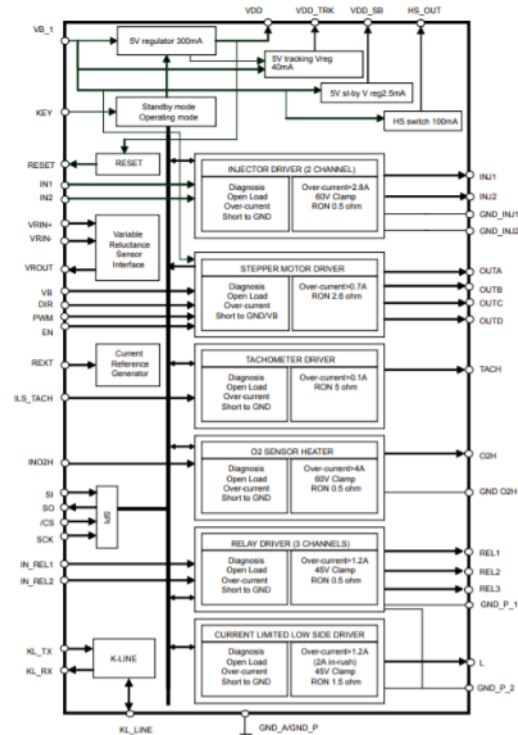 VDD
VDD_TRK
VDD_SB
HS_OUT
VB_1
5V regulator 300mA
5V tracking Vreg
40mA
5V st-by V reg2.5mA
HS switch 100mA
KEY
Standby mode
Operating mode
RESET
RESET
IN1
IN2
INJECTOR DRIVER (2 CHANNEL)
Diagnosis
Open Load
Over-current
Short to GND
Over-current>2.8A
60V Clamp
RON 0.5 ohm
INJ1
INJ2
GND_INJ1
GND_INJ2
VRIN+
VRIN-
VROUT
Variable
Reluctance
Sensor
Interface
VB
DIR
PWM
EN
STEPPER MOTOR DRIVER
Diagnosis
Open Load
Over-current
Short to GND/VB
Over-current>0.7A
RON 2.6 ohm
OUTA
OUTB
OUTC
OUTD
REXT
Current
Reference
Generator
ILS_TACH
TACHOMETER DRIVER
Diagnosis
Open Load
Over-current
Short to GND
Over-current>0.1A
RON 5 ohm
TACH
INO2H
O2 SENSOR HEATER
Diagnosis
Open Load
Over-current
Short to GND
Over-current>4A
60V Clamp
RON 0.5 ohm
O2H
GND O2H
SI
SO
/CS
SCK
SPI
IN_REL1
IN_REL2
RELAY DRIVER (3 CHANNELS)
Diagnosis
Open Load
Over-current
Short to GND
Over-current>1.2A
45V Clamp
RON 0.5 ohm
REL1
REL2
REL3
GND_P_1
KL_TX
KL_RX
K-LINE
CURRENT LIMITED LOW SIDE DRIVER
Diagnosis
Open Load
Over-current
Short to GND
Over-current>1.2A
(2A in-rush)
45V Clamp
RON 1.5 ohm
L
GND_P_2
KL_LINE
GND_A/GND_P